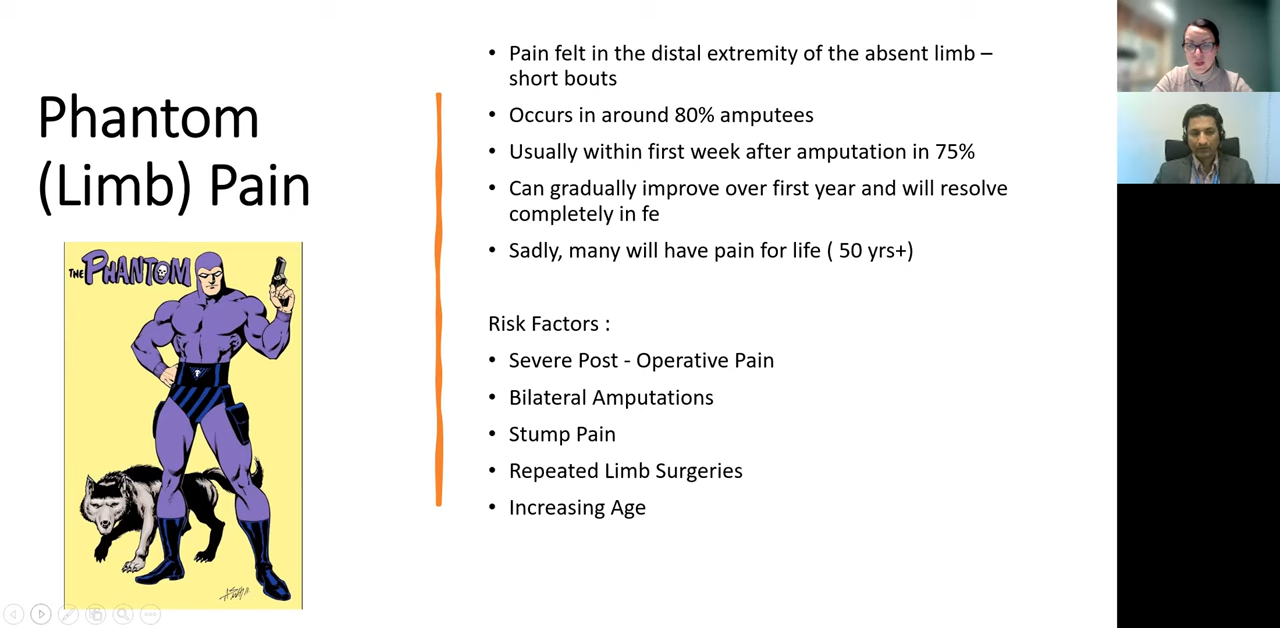 Phantom
(Limb) Pain
THE PHANTOM
• Pain felt in the distal extremity of the absent limb –
short bouts
• Occurs in around 80% amputees
• Usually within first week after amputation in 75%
• Can gradually improve over first year and will resolve
completely in fe
• Sadly, many will have pain for life ( 50 yrs+)
Risk Factors :
• Severe Post - Operative Pain
• Bilateral Amputations
• Stump Pain
• Repeated Limb Surgeries
• Increasing Age